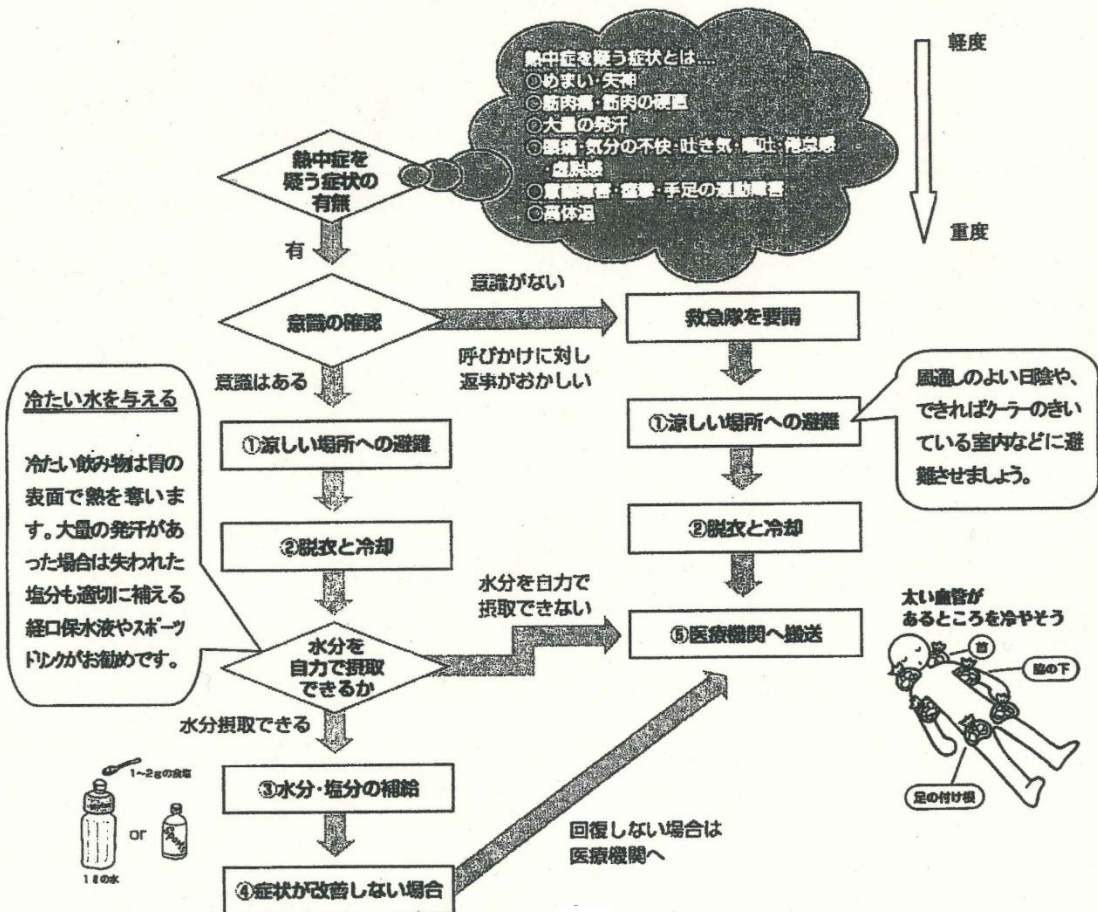 熱中症を疑う症状とは....
○めまい・失神
○筋肉痛・筋肉の硬直
○大量の発汗
○頭痛・気分の不快・吐き気・嘔吐・倦怠感
・虚脱感
○意識障害・痙攣・手足の運動障害
○高体温
軽度
重度
熱中症を
疑う症状の
有無
有
意識の確認
意識がない
呼びかけに対し
返事がおかしい
救急隊を要請
意識はある
冷たい水を与える
冷たい飲み物は胃の
表面で熱を奪いま
す。大量の発汗があ
った場合は失われた
塩分も適切に補える
経口保水液やスポーツ
ドリンクがお勧めです。
①涼しい場所への避難
②脱衣と冷却
水分を
自力で摂取
できるか
水分を自力で
摂取できない
水分摂取できる
③水分・塩分の補給
④症状が改善しない場合
回復しない場合は
医療機関へ
①涼しい場所への避難
風通しのよい日陰や、
できればクーラーのきい
ている室内などに避
難させましょう。
②脱衣と冷却
⑤医療機関へ搬送
太い血管が
あるところを冷やそう
首
脇の下
足の付け根
1~2gの食塩
or
1ℓの水